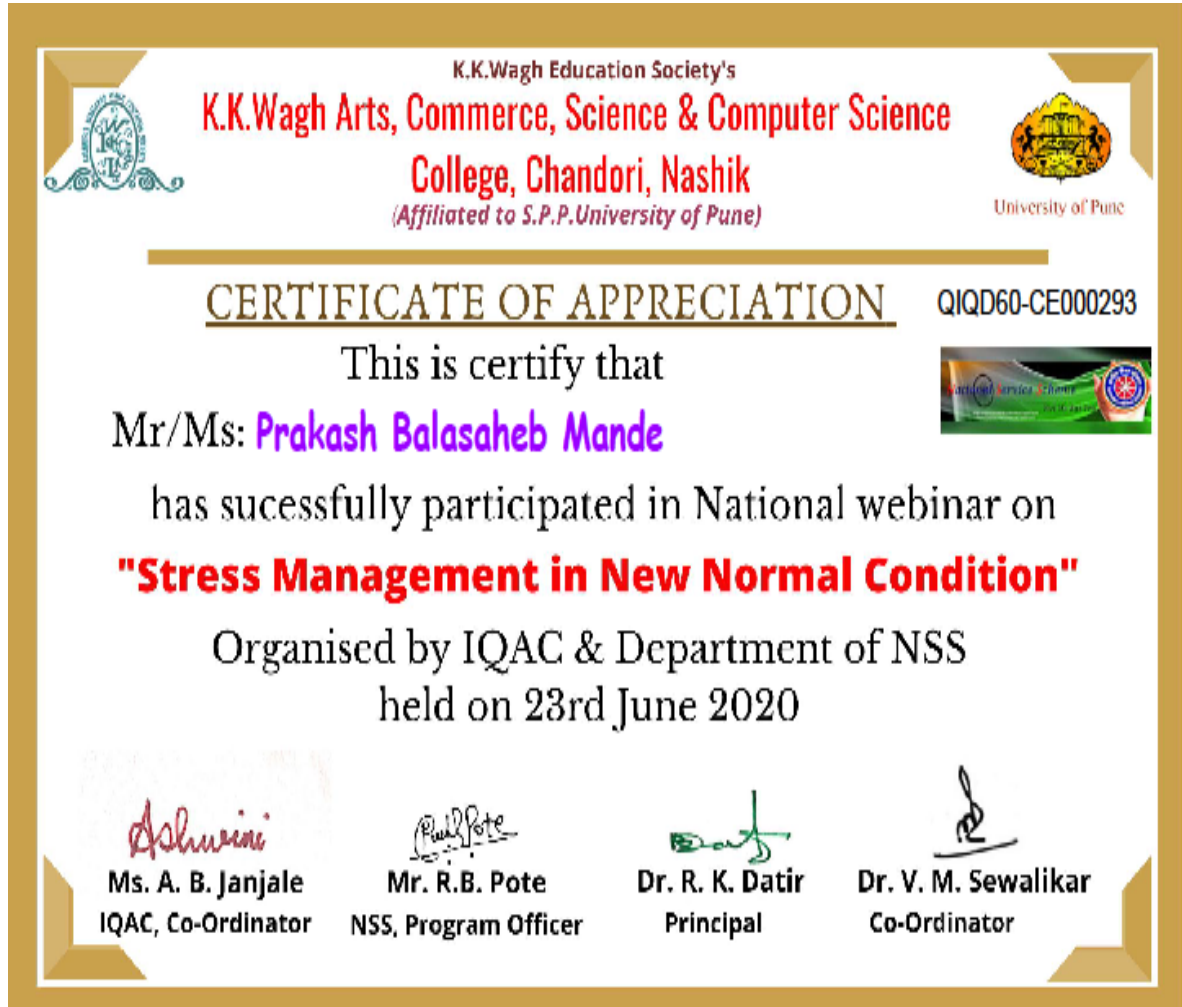 K.K.Wagh Education Society's
K.K.Wagh Arts, Commerce, Science & Computer Science
College, Chandori, Nashik
(Affiliated to S.P.P.University of Pune)
University of Pune
CERTIFICATE OF APPRECIATION
QIQD60-CE000293
This is certify that
National Service Scheme
Mr/Ms: Prakash Balasaheb Mande
has sucessfully participated in National webinar on
"Stress Management in New Normal Condition"
Organised by IQAC & Department of NSS
held on 23rd June 2020
Ashwini
Pote
Ms. A. B. Janjale
Mr. R.B. Pote
Dr. R. K. Datir
Dr. V. M. Sewalikar
IQAC, Co-Ordinator
NSS, Program Officer
Principal
Co-Ordinator